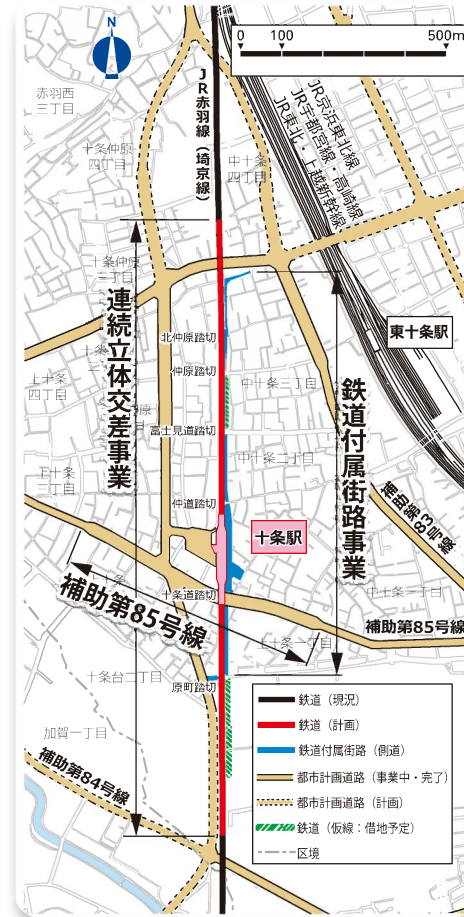 N
0 100 500m
JR赤羽線（埼京線）
JR京浜東北線
JR宇都宮線・高崎線
JR東北・上越新幹線
赤羽西
三丁目
十条仲原
四丁目
中十条
四丁目
十条仲原
三丁目
連続立体交差事業
北仲原踏切
東十条駅
仲原踏切
上十条
四丁目
中十条三丁目
鉄道付属街路事業
富士見道踏切
中十条二丁目
上十条
三丁目
仲道踏切
補助第83号線
十条駅
補助第85号線
十条道踏切
中十条一丁目
補助第85号線
上十条一丁目
十条台二丁目
原町踏切
加賀一丁目
補助第84号線
鉄道（現況）
鉄道（計画）
鉄道付属街路（側道）
都市計画道路（事業中・完了）
都市計画道路（計画）
鉄道（仮線：借地予定）
区境